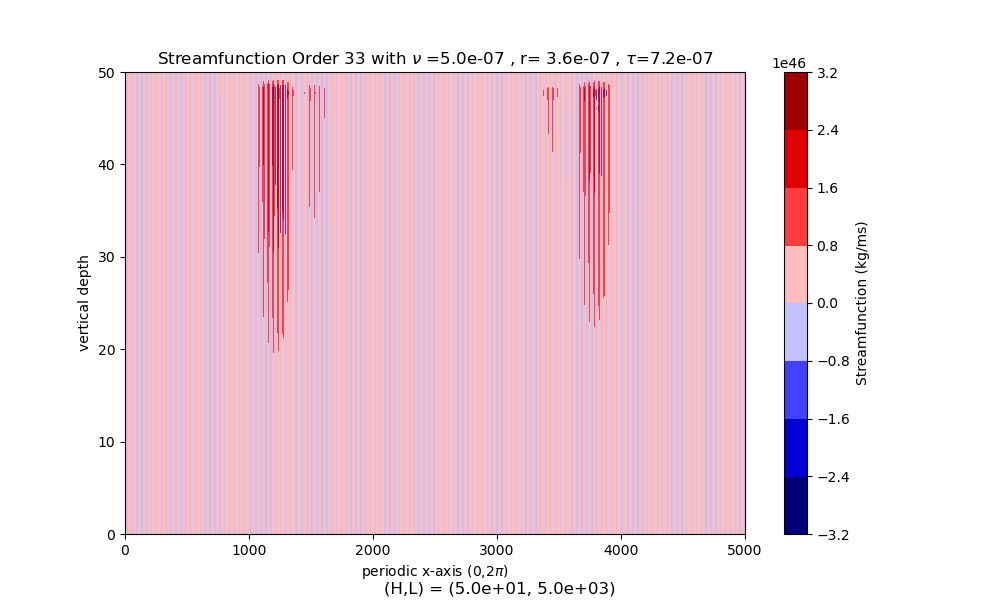 Streamfunction Order 33 with ν =5.0e-07 , r= 3.6e-07 , τ=7.2e-07
1e46
50
40
30
20
10
0
vertical depth
0 1000 2000 3000 4000 5000
periodic x-axis (0,2π)
(H,L) = (5.0e+01, 5.0e+03)
3.2
2.4
1.6
0.8
0.0
−0.8
−1.6
−2.4
−3.2
Streamfunction (kg/ms)